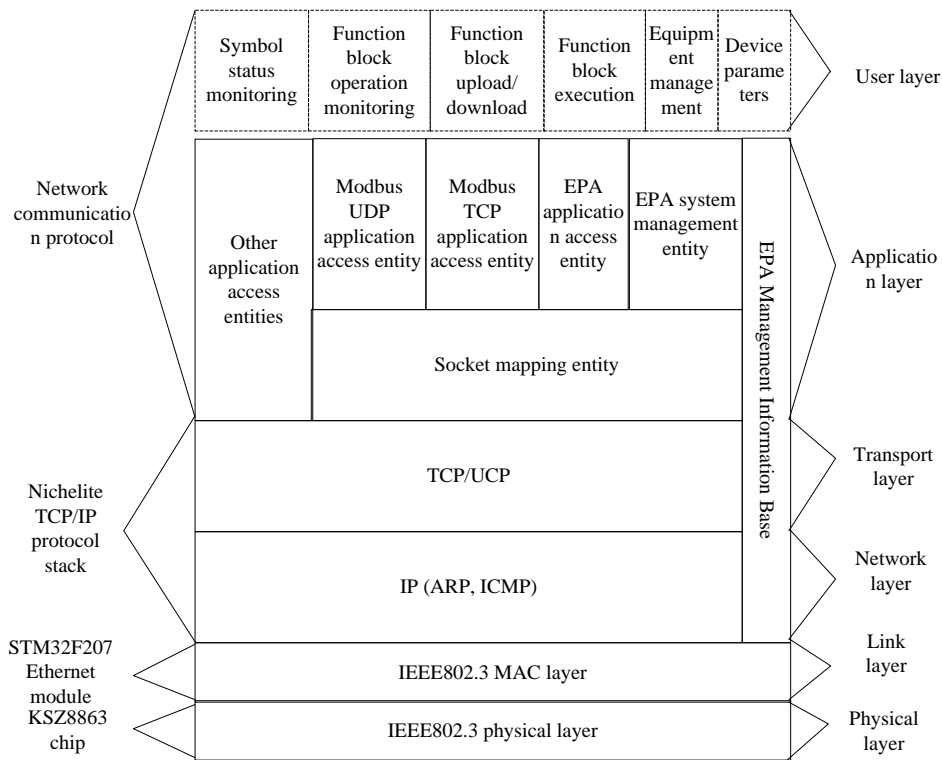 Symbol
status
monitoring
Function
block
operation
monitoring
Function
block
upload/
download
Function
block
execution
Equipm
ent
manage
ment
Device
parame
ters
User layer
Network
communicatio
n protocol
Other
application
access
entities
Modbus
UDP
application
access entity
Modbus
TCP
application
access entity
EPA
applicatio
n access
entity
EPA system
management
entity
EPA Management Information Base
Applicatio
n layer
Socket mapping entity
Nichelite
TCP/IP
protocol
stack
TCP/UCP
Transport
layer
IP (ARP, ICMP)
Network
layer
STM32F207
Ethernet
module
IEEE802.3 MAC layer
Link
layer
KSZ8863
chip
IEEE802.3 physical layer
Physical
layer